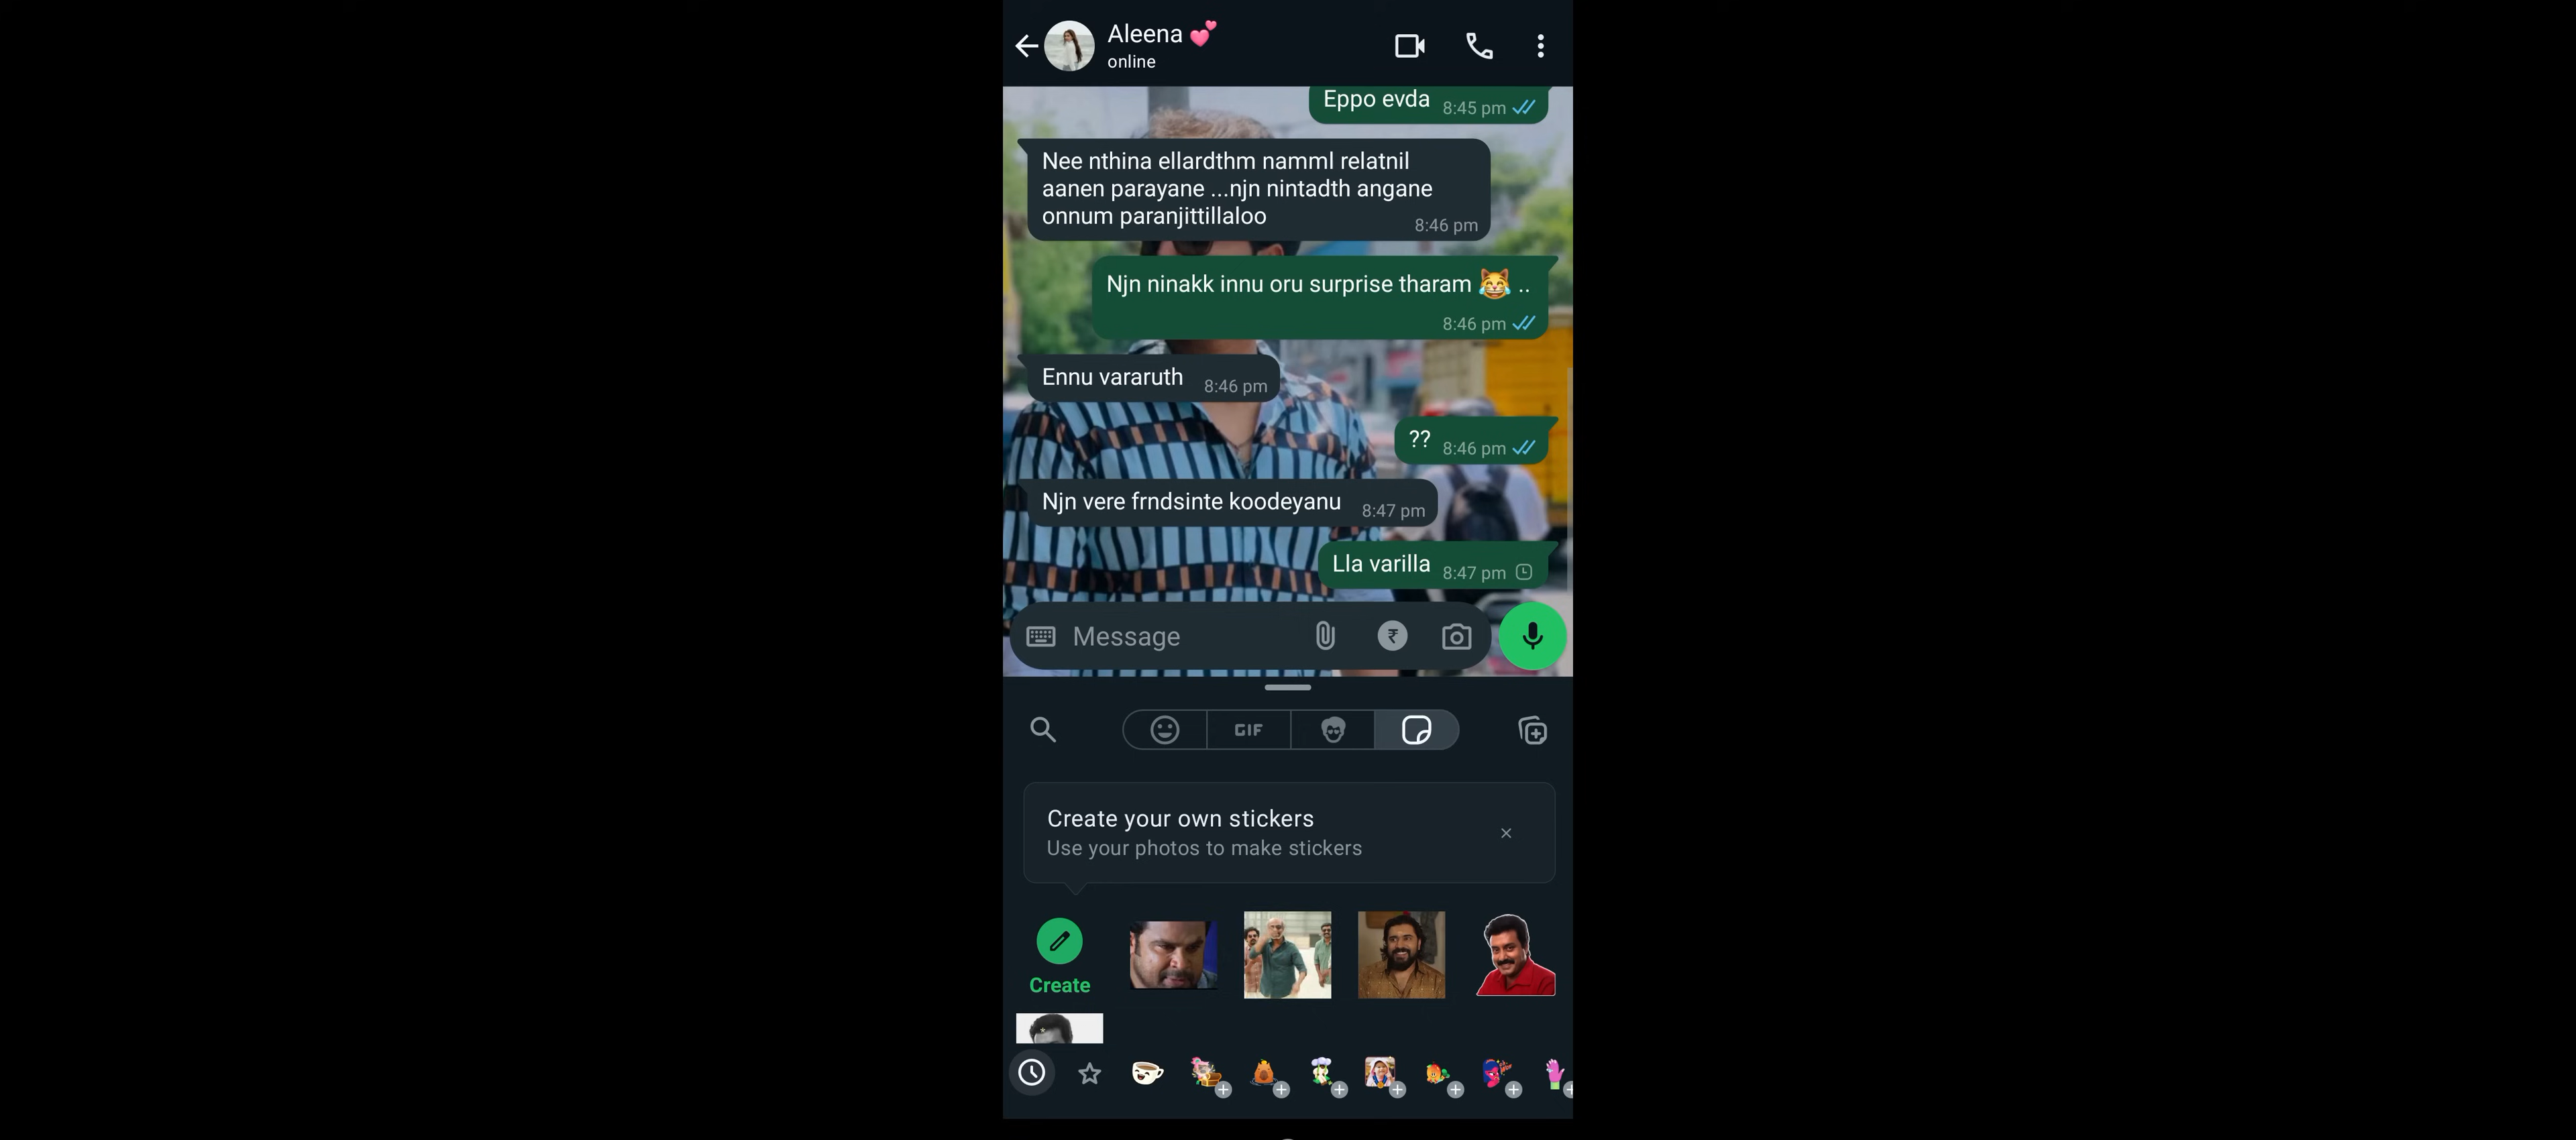 Aleena 💕
online
Eppo evda 8:45 pm
Nee nthina ellardthm namml relatnil
aanen parayane ...njn nintadth angane
onnum paranjittillaloo 8:46 pm
Njn ninakk innu oru surprise tharam 😹 ..
8:46 pm
Ennu vararuth 8:46 pm
?? 8:46 pm
Njn vere frndsinte koodeyanu 8:47 pm
Lla varilla 8:47 pm
Message
GIF
Create your own stickers
Use your photos to make stickers
Create